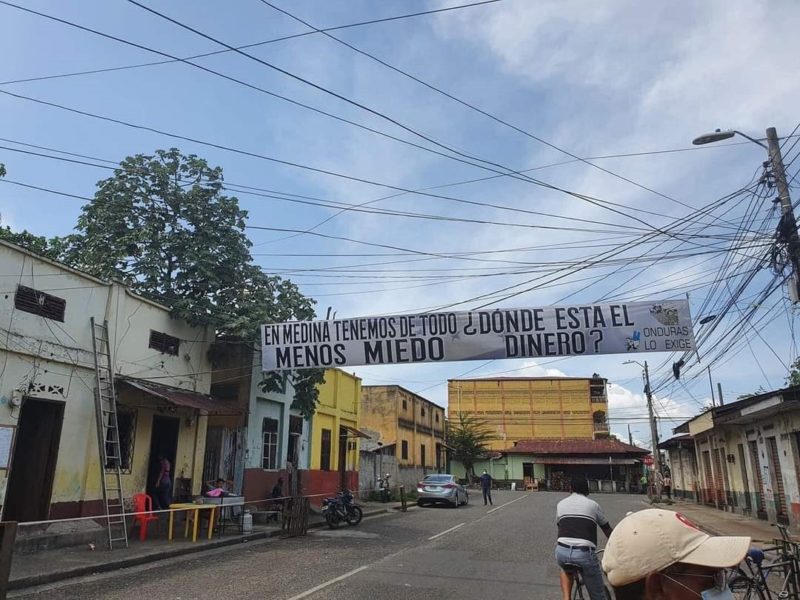 EN MEDINA TENEMOS DE TODO ¿DÓNDE ESTA EL
MENOS MIEDO DINERO?
ONDURAS
LO EXIGE